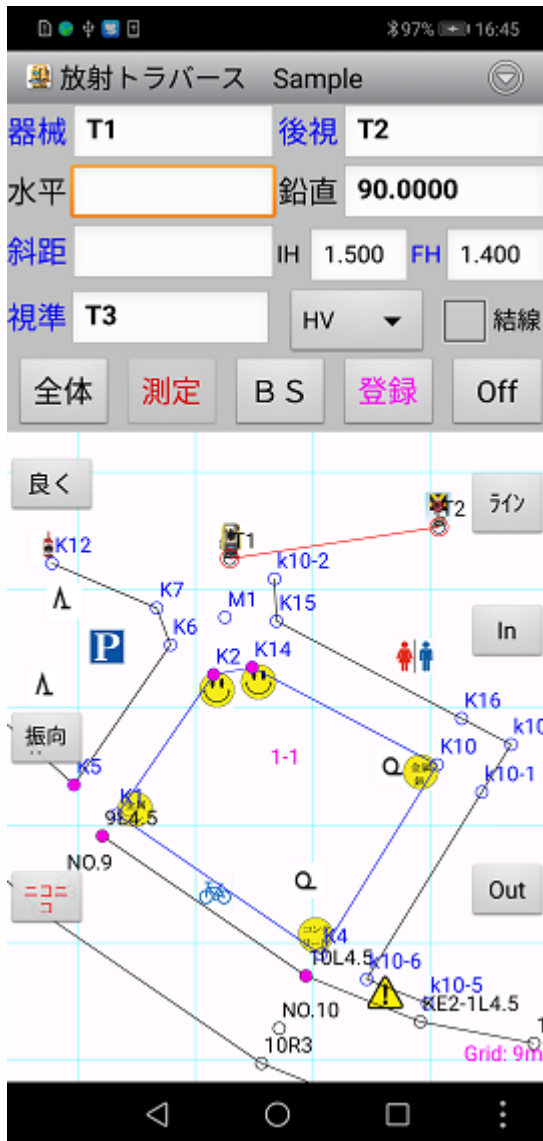 97% 16:45
放射トラバース Sample
器械 T1 後視 T2
水平 鉛直 90.0000
斜距 IH 1.500 FH 1.400
視準 T3 HV 結線
全体 測定 BS 登録 Off
良く ライン
T2
K12 T1
k10-2
K7 M1 K15
P K6 In
K2 K14
K16
振向 k10
1-1 K10
K5 k10-1
K1
9L4.5
NO.9
ニコニコ Out
K4
10L4.5 k10-6
k10-5
NO.10 KE2-1L4.5
10R3
Grid: 9m